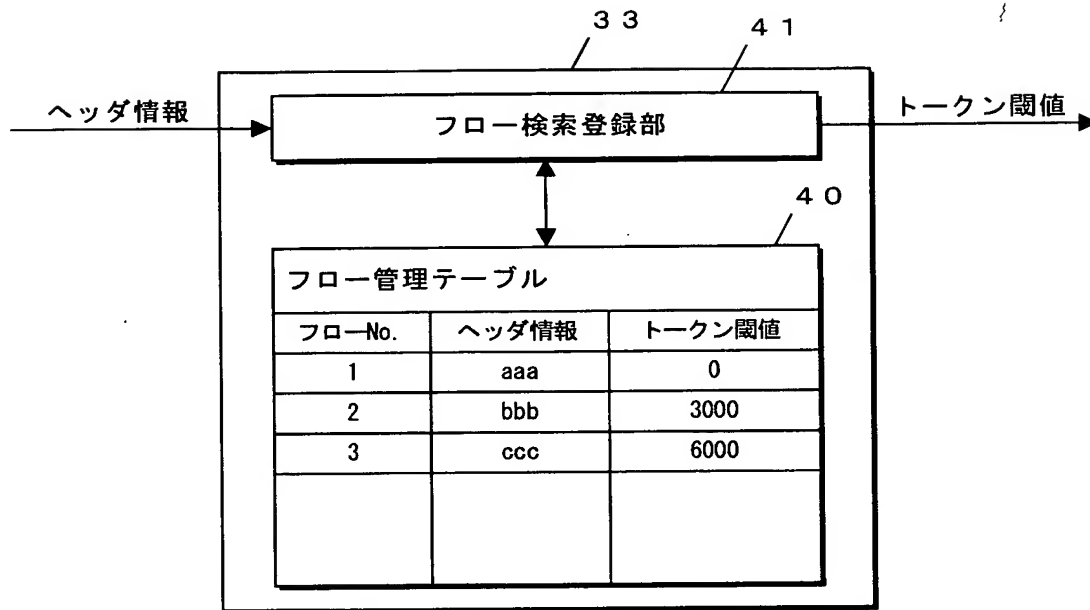 ３３
４１
ヘッダ情報
フロー検索登録部
トークン閾値
４０
フロー管理テーブル
フローNo. ヘッダ情報 トークン閾値
1 aaa 0
2 bbb 3000
3 ccc 6000